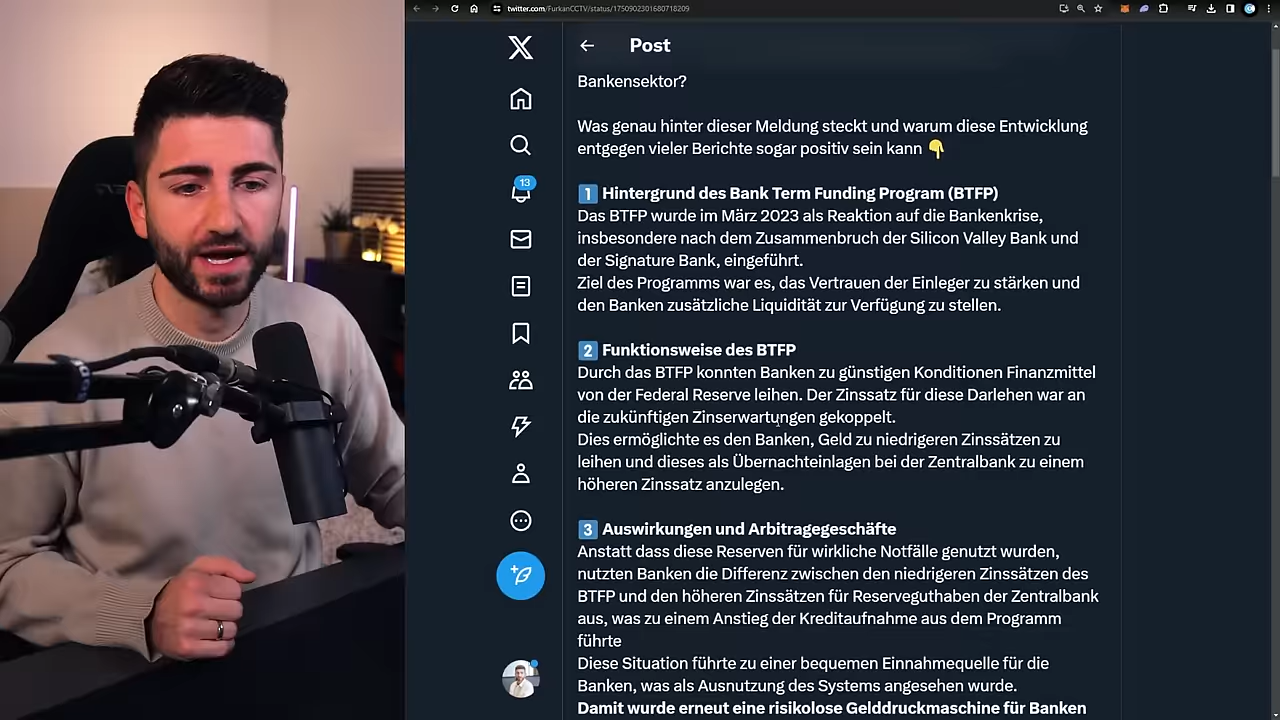 twitter.com/FurkanCCTV/status/1750902301680718209
Post
Bankensektor?
Was genau hinter dieser Meldung steckt und warum diese Entwicklung
entgegen vieler Berichte sogar positiv sein kann 👇
13
1️⃣ Hintergrund des Bank Term Funding Program (BTFP)
Das BTFP wurde im März 2023 als Reaktion auf die Bankenkrise,
insbesondere nach dem Zusammenbruch der Silicon Valley Bank und
der Signature Bank, eingeführt.
Ziel des Programms war es, das Vertrauen der Einleger zu stärken und
den Banken zusätzliche Liquidität zur Verfügung zu stellen.
2️⃣ Funktionsweise des BTFP
Durch das BTFP konnten Banken zu günstigen Konditionen Finanzmittel
von der Federal Reserve leihen. Der Zinssatz für diese Darlehen war an
die zukünftigen Zinserwartungen gekoppelt.
Dies ermöglichte es den Banken, Geld zu niedrigeren Zinssätzen zu
leihen und dieses als Übernachteinlagen bei der Zentralbank zu einem
höheren Zinssatz anzulegen.
3️⃣ Auswirkungen und Arbitragegeschäfte
Anstatt dass diese Reserven für wirkliche Notfälle genutzt wurden,
nutzten Banken die Differenz zwischen den niedrigeren Zinssätzen des
BTFP und den höheren Zinssätzen für Reserveguthaben der Zentralbank
aus, was zu einem Anstieg der Kreditaufnahme aus dem Programm
führte
Diese Situation führte zu einer bequemen Einnahmequelle für die
Banken, was als Ausnutzung des Systems angesehen wurde.
Damit wurde erneut eine risikolose Gelddruckmaschine für Banken